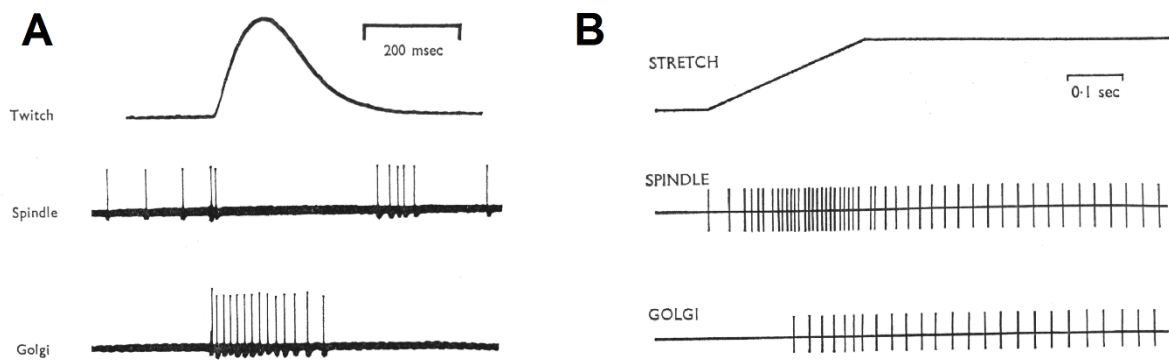 A
200 msec
Twitch
Spindle
Golgi
B
STRETCH
0·1 sec
SPINDLE
GOLGI